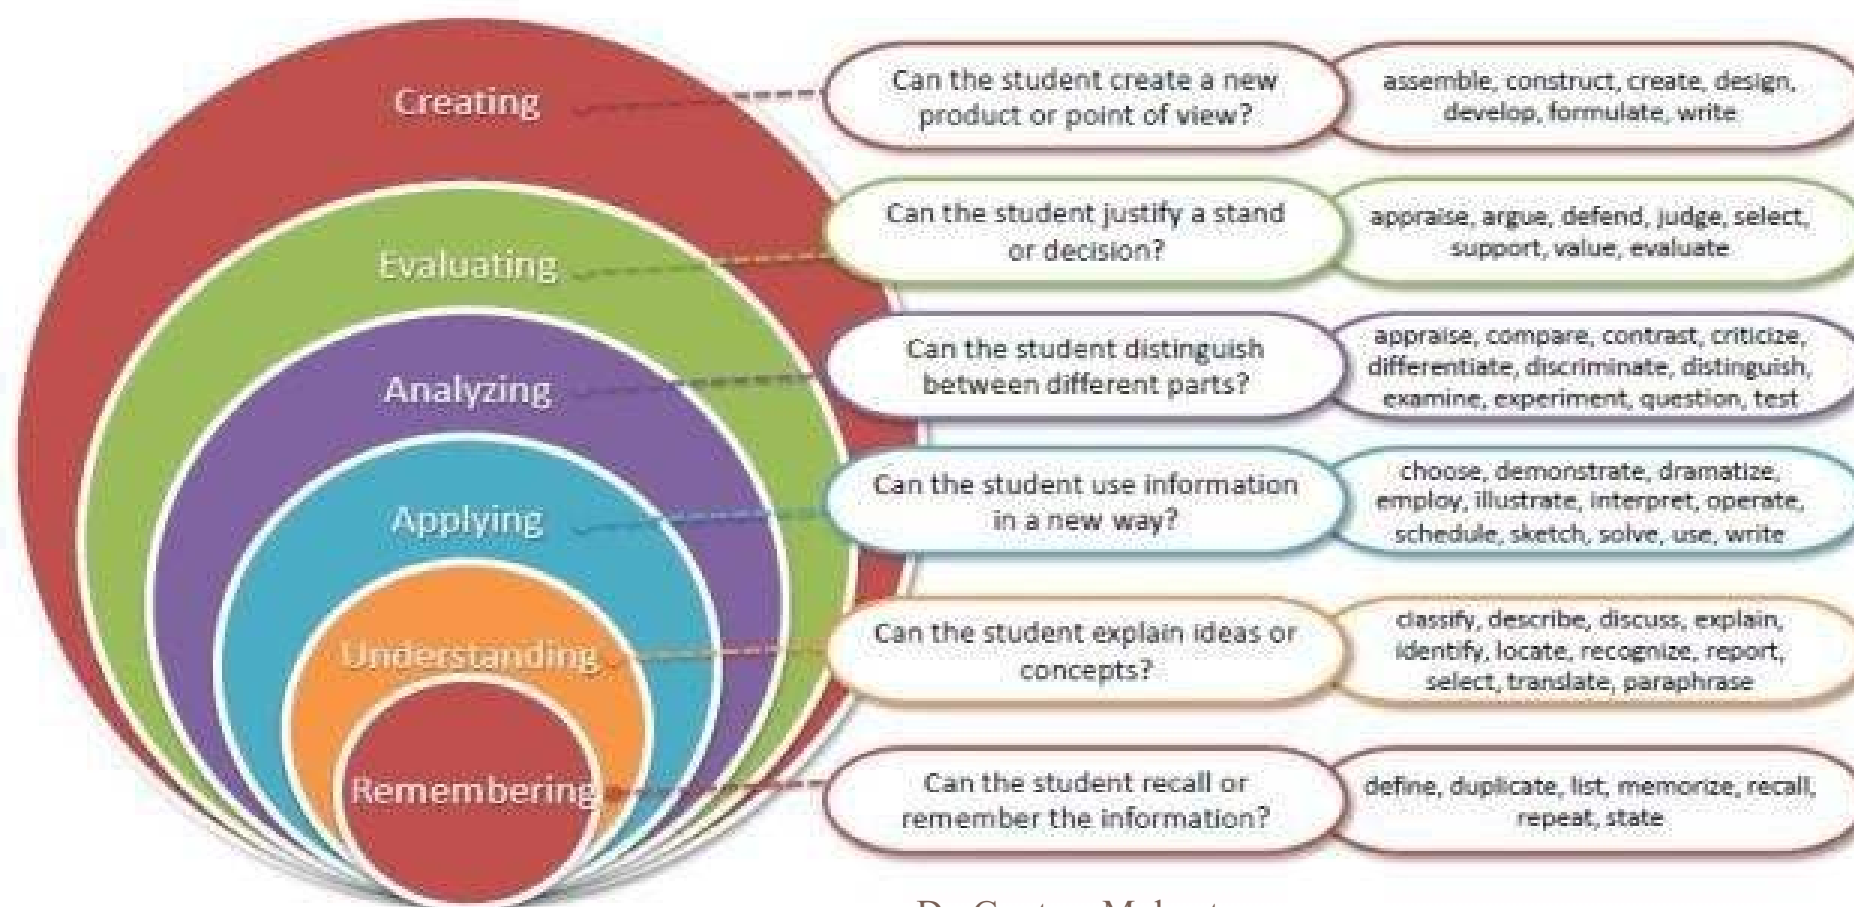 Creating
Can the student create a new
product or point of view?
assemble, construct, create, design,
develop, formulate, write
Evaluating
Can the student justify a stand
or decision?
appraise, argue, defend, judge, select,
support, value, evaluate
Analyzing
Can the student distinguish
between different parts?
appraise, compare, contrast, criticize,
differentiate, discriminate, distinguish,
examine, experiment, question, test
Applying
Can the student use information
in a new way?
choose, demonstrate, dramatize,
employ, illustrate, interpret, operate,
schedule, sketch, solve, use, write
Understanding
Can the student explain ideas or
concepts?
classify, describe, discuss, explain,
identify, locate, recognize, report,
select, translate, paraphrase
Remembering
Can the student recall or
remember the information?
define, duplicate, list, memorize, recall,
repeat, state